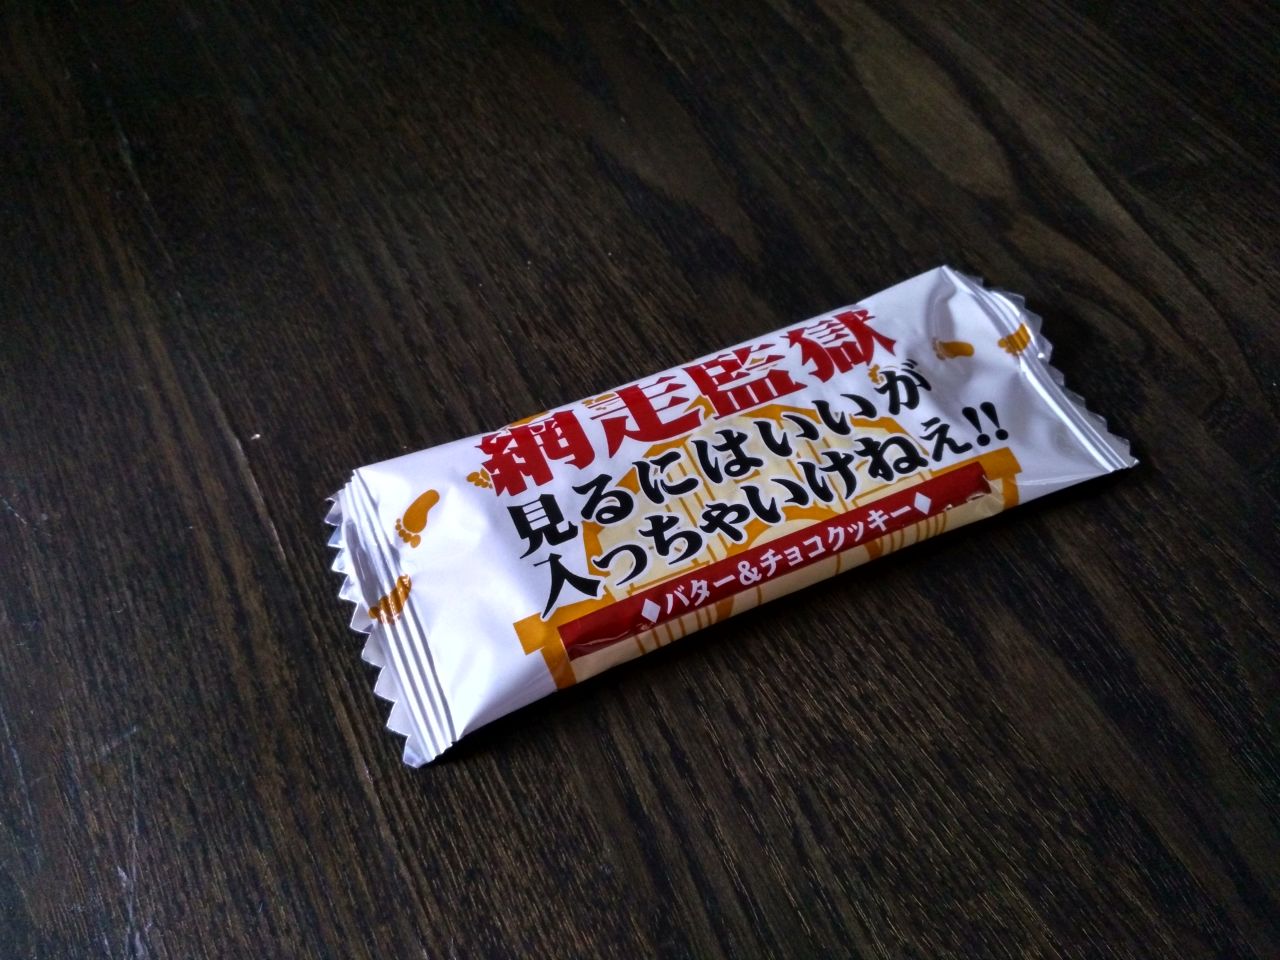 網走監獄
見るにはいいが
入っちゃいけねぇ!!
◆バター&チョコクッキー◆